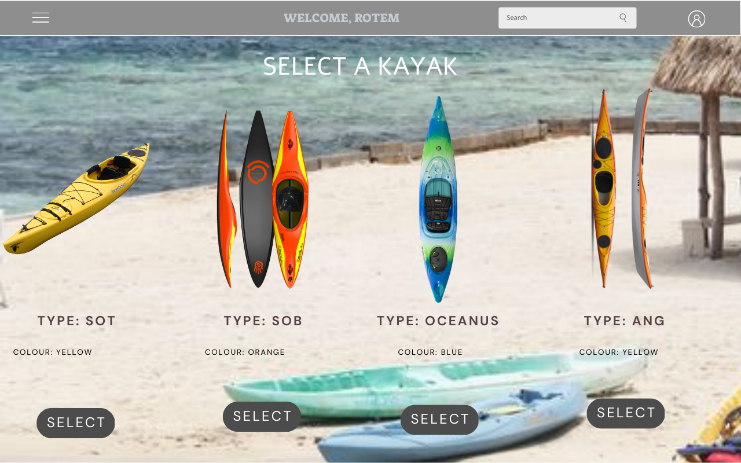 WELCOME, ROTEM
Search
SELECT A KAYAK
TYPE: SOT
TYPE: SOB
TYPE: OCEANUS
TYPE: ANG
COLOUR: YELLOW
COLOUR: ORANGE
COLOUR: BLUE
COLOUR: YELLOW
SELECT
SELECT
SELECT
SELECT